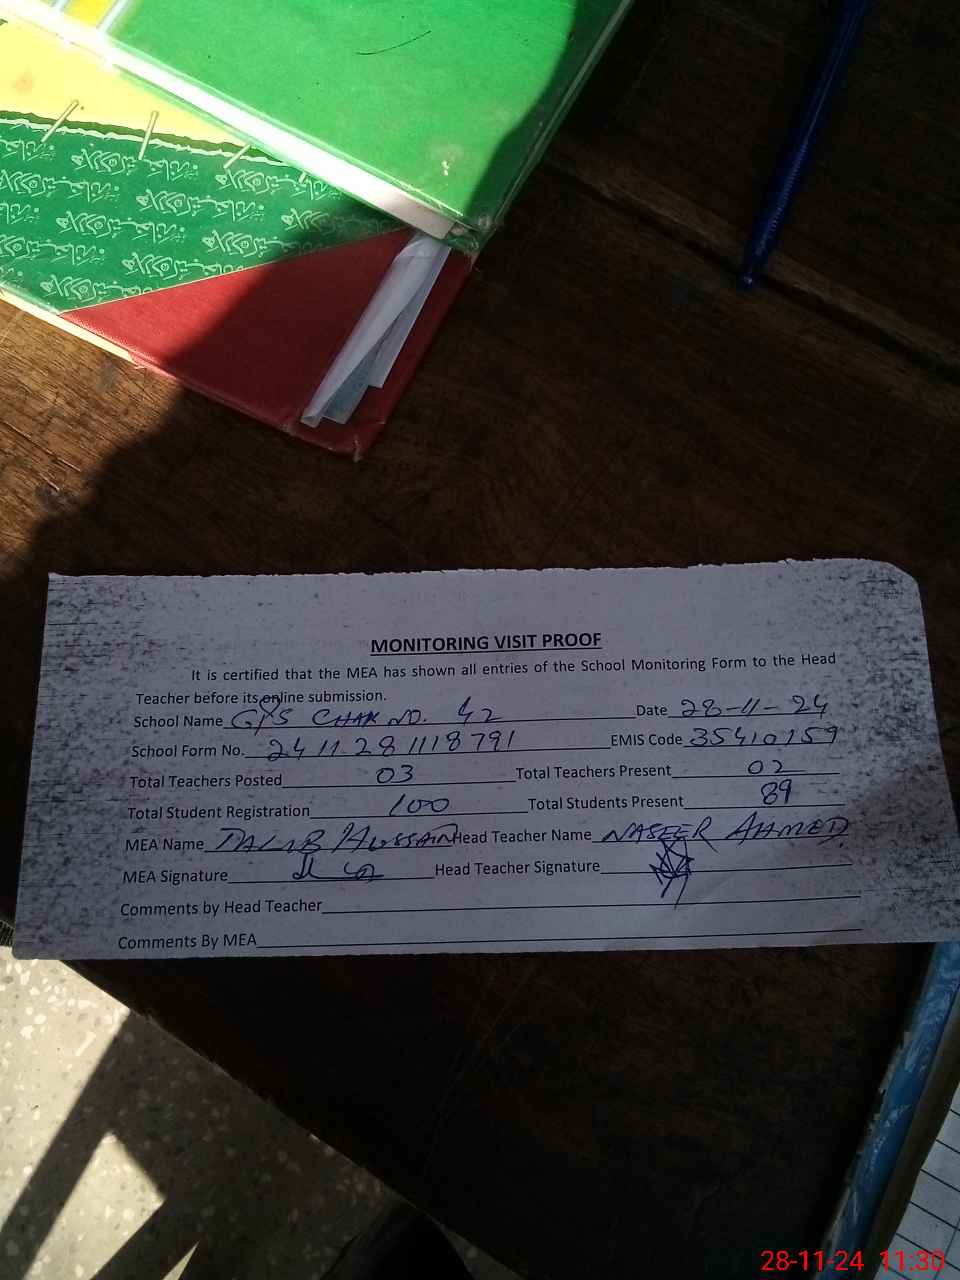 MONITORING VISIT PROOF
It is certified that the MEA has shown all entries of the School Monitoring Form to the Head
Teacher before its online submission.
School Name GPS CHAK NO. 42 Date 28-11-24
School Form No. 2411281118791 EMIS Code 35410159
Total Teachers Posted 03 Total Teachers Present 02
Total Student Registration 100 Total Students Present 89
MEA Name TALIB HUSSAIN Head Teacher Name NASEER AHMED
MEA Signature Head Teacher Signature
Comments by Head Teacher
Comments By MEA
28-11-24 11:30